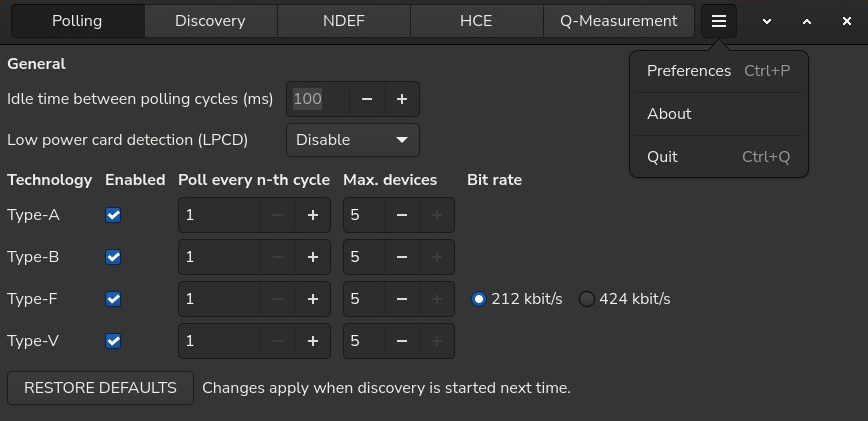 Polling Discovery NDEF HCE Q-Measurement
General
Preferences Ctrl+P
Idle time between polling cycles (ms) 100
About
Low power card detection (LPCD) Disable
Quit Ctrl+Q
Technology Enabled Poll every n-th cycle Max. devices Bit rate
Type-A 1 5
Type-B 1 5
Type-F 1 5 212 kbit/s 424 kbit/s
Type-V 1 5
RESTORE DEFAULTS Changes apply when discovery is started next time.